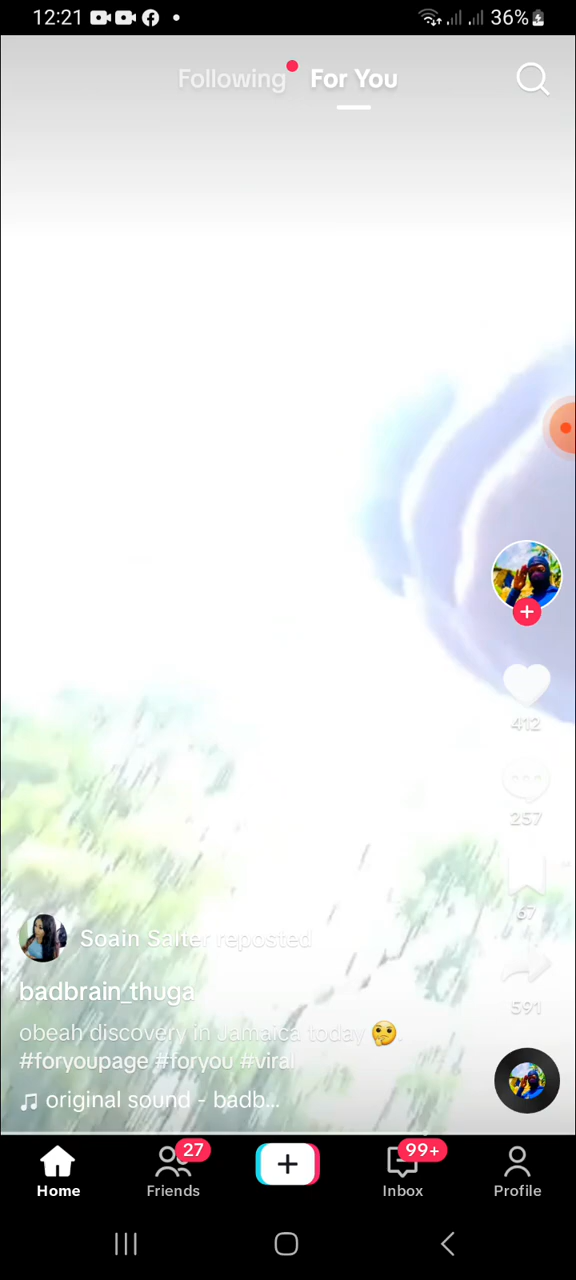 12:21 36%
Following For You
412
257
67
Soain Salter reposted
591
badbrain_thuga
obeah discovery in Jamaica today 🤔.
#foryoupage #foryou #viral
original sound - badb...
27 99+
Home Friends Inbox Profile